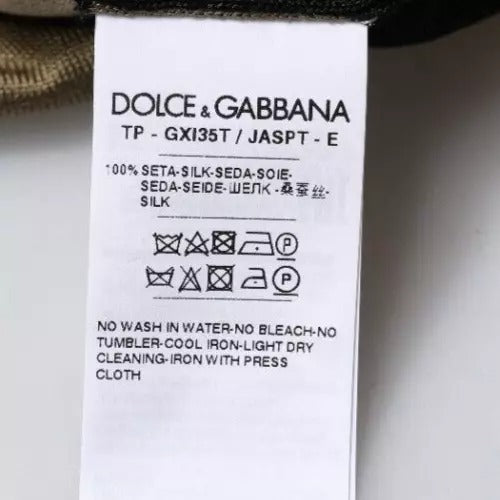 DOLCE & GABBANA
TP - GXI35T / JASPT - E
100% SETA-SILK-SEDA-SOIE-
SEDA-SEIDE-ШЕЛК -桑蚕丝-
SILK
P
P
NO WASH IN WATER-NO BLEACH-NO
TUMBLER-COOL IRON-LIGHT DRY
CLEANING-IRON WITH PRESS
CLOTH